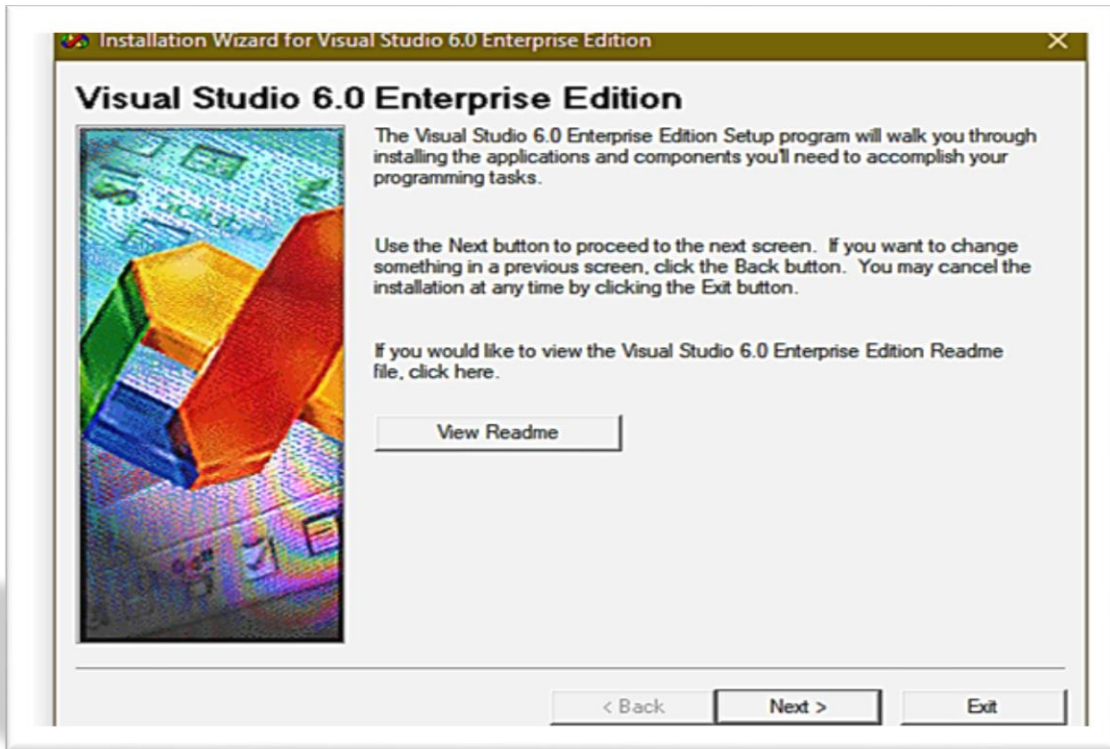 Installation Wizard for Visual Studio 6.0 Enterprise Edition
Visual Studio 6.0 Enterprise Edition
The Visual Studio 6.0 Enterprise Edition Setup program will walk you through
installing the applications and components you'll need to accomplish your
programming tasks.
Use the Next button to proceed to the next screen. If you want to change
something in a previous screen, click the Back button. You may cancel the
installation at any time by clicking the Exit button.
If you would like to view the Visual Studio 6.0 Enterprise Edition Readme
file, click here.
View Readme
< Back Next > Exit